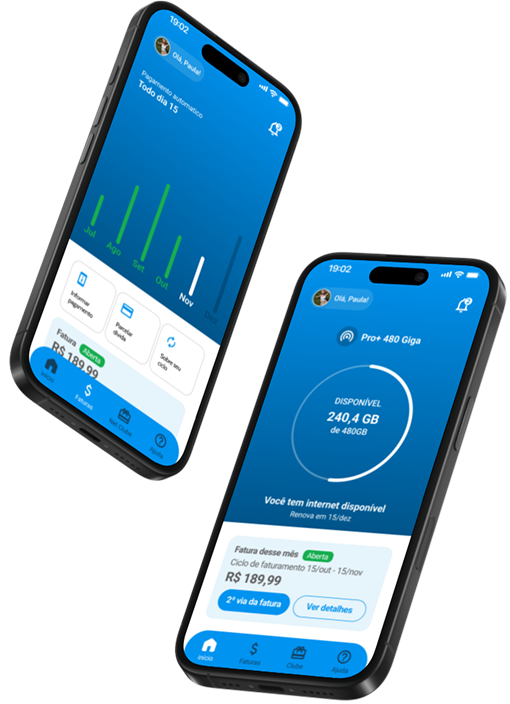 19:02
Olá, Paula!
Pagamento automatico
Todo dia 15
2
Jul
Ago
Set
Out
Nov
Dez
Informar
pagamento
Parcelar
dívida
Sobre seu
ciclo
Fatura
Aberta
R$ 189,99
Início
Faturas
Clube
Ajuda
19:02
Olá, Paula!
2
Pro+ 480 Giga
DISPONÍVEL
240,4 GB
de 480GB
Você tem internet disponível
Renova em 15/dez
Fatura desse mês
Aberta
Ciclo de faturamento 15/out - 15/nov
R$ 189,99
2ª via da fatura
Ver detalhes
Início
Faturas
Clube
Ajuda